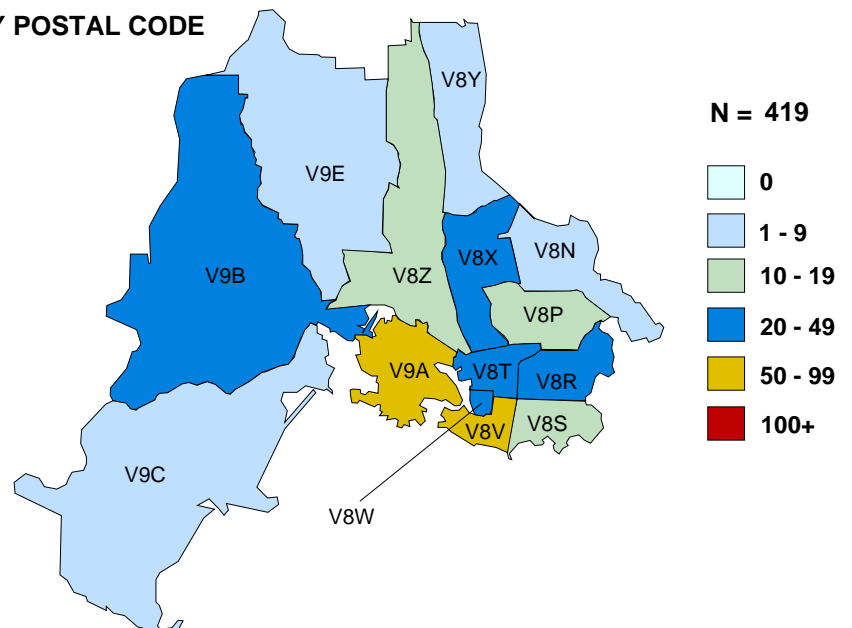 Y POSTAL CODE
V8Y
N = 419
V9E
0
1 - 9
V8N
V8X
V9B
V8Z
10 - 19
V8P
20 - 49
V9A
V8T
V8R
50 - 99
V8S
V8V
100+
V9C
V8W